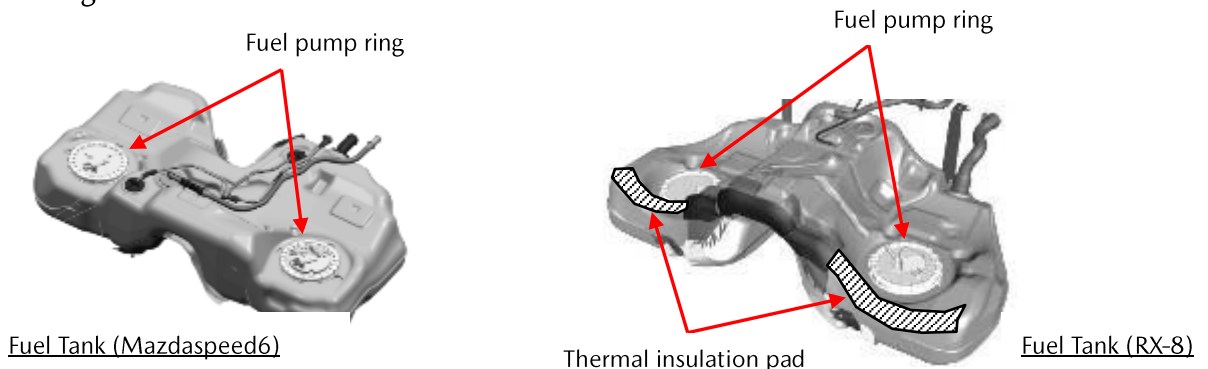 Fuel pump ring
Fuel pump ring
Fuel Tank (Mazdaspeed6)
Thermal insulation pad
Fuel Tank (RX-8)